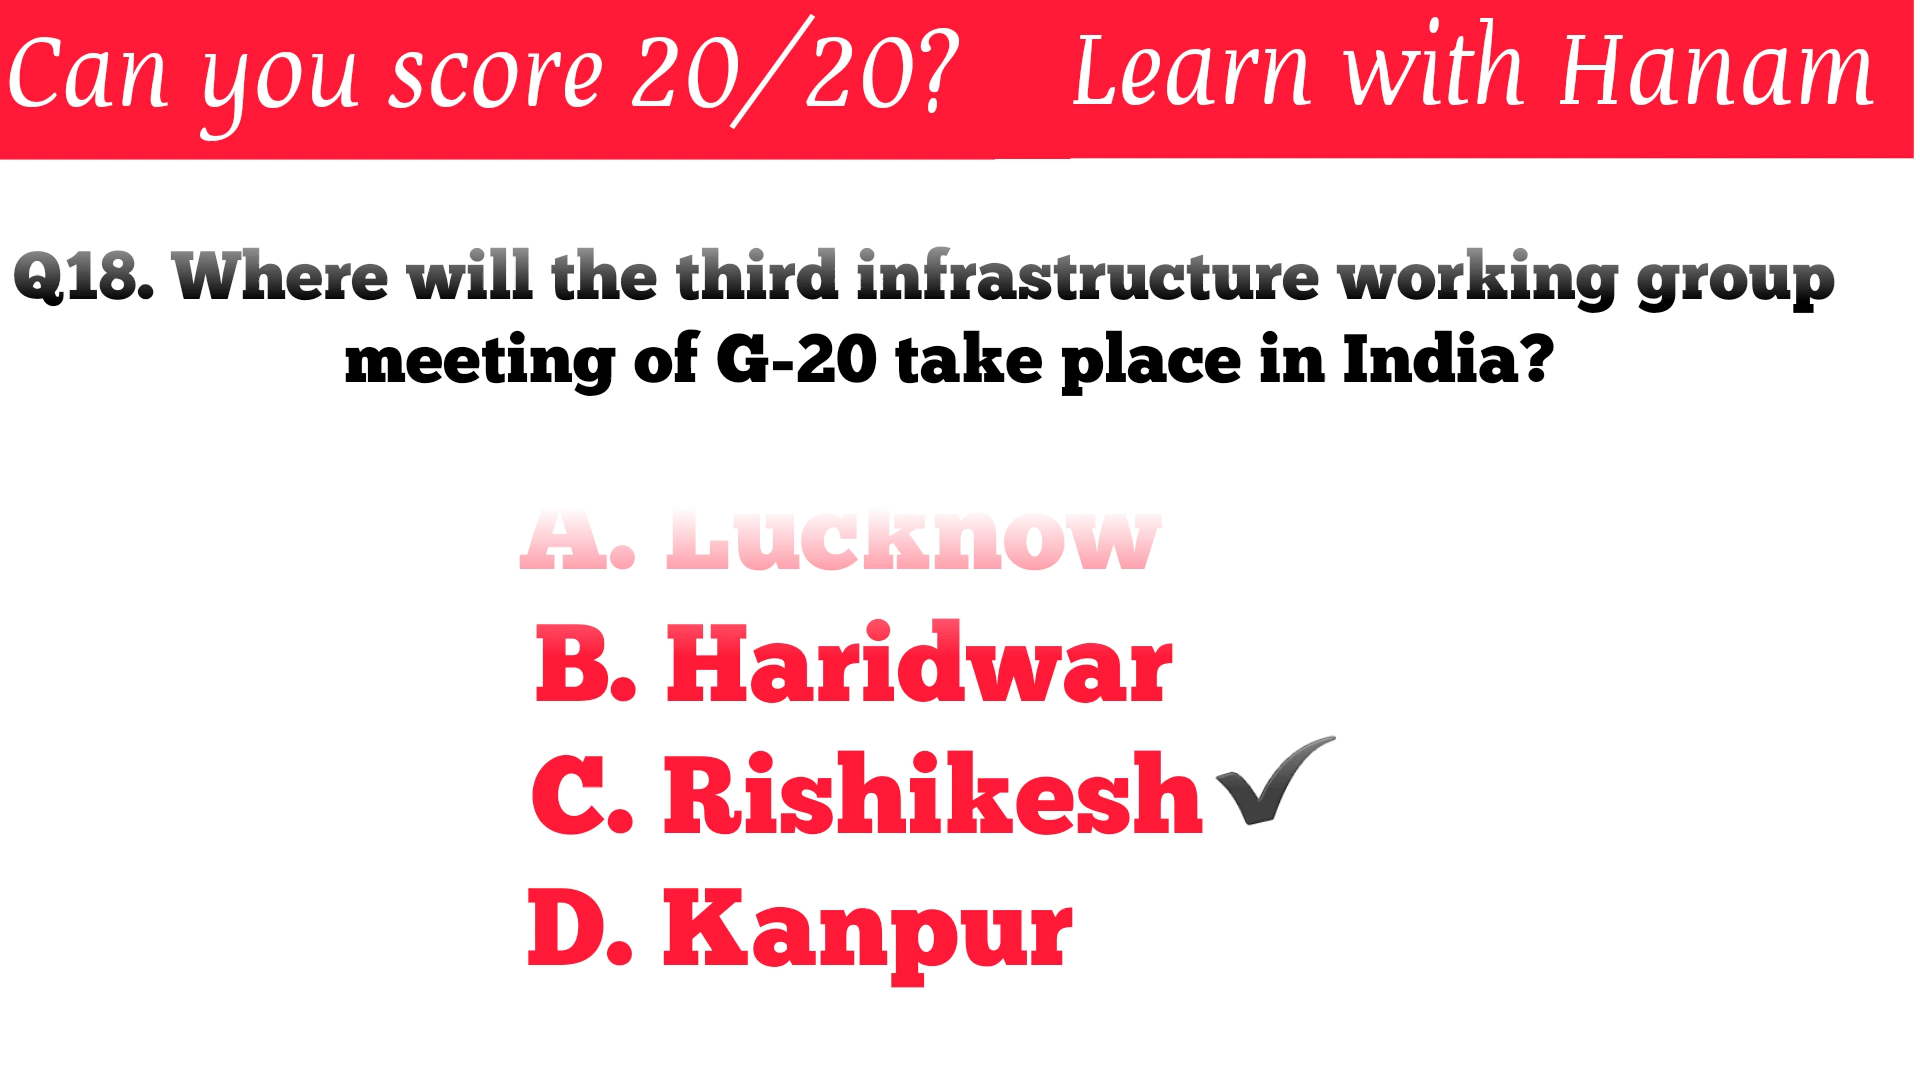 Can you score 20/20? Learn with Hanam
Q18. Where will the third infrastructure working group
meeting of G-20 take place in India?
A. Lucknow
B. Haridwar
C. Rishikesh
D. Kanpur